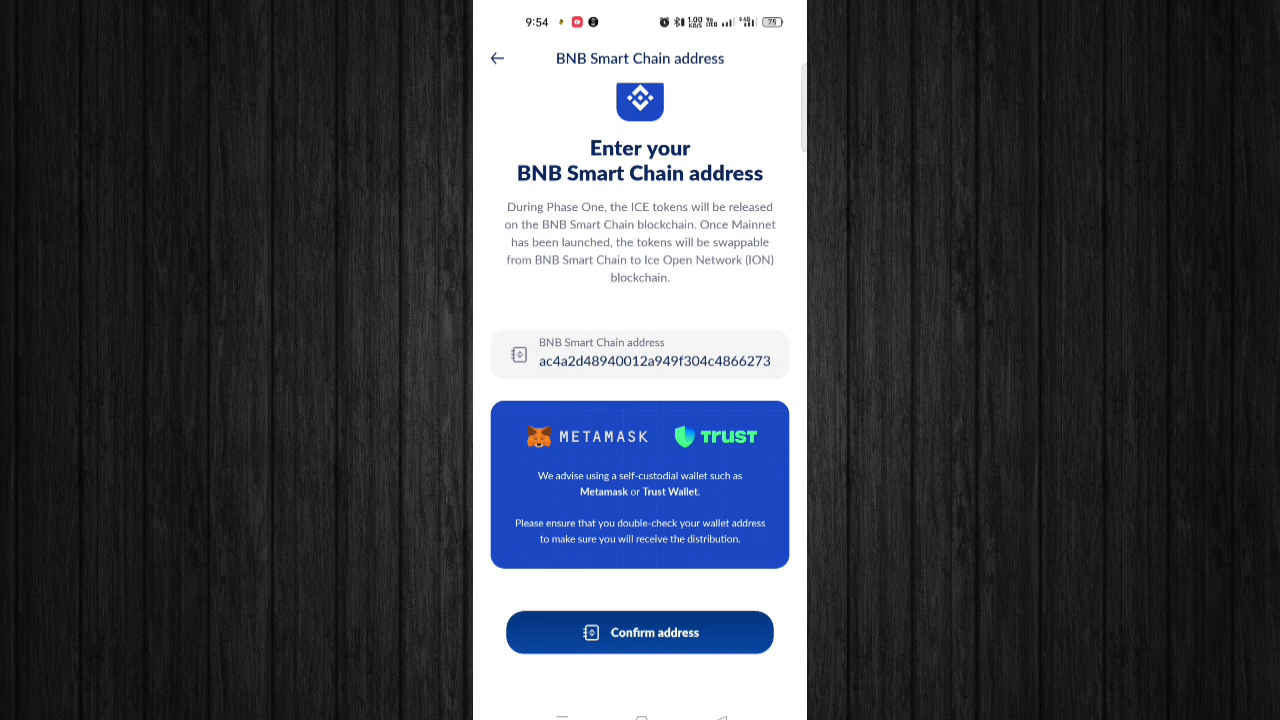 9:54
1.00 KB/S
75
BNB Smart Chain address
Enter your
BNB Smart Chain address
During Phase One, the ICE tokens will be released
on the BNB Smart Chain blockchain. Once Mainnet
has been launched, the tokens will be swappable
from BNB Smart Chain to Ice Open Network (ION)
blockchain.
BNB Smart Chain address
ac4a2d48940012a949f304c4866273
METAMASK
TRUST
We advise using a self-custodial wallet such as
Metamask or Trust Wallet.
Please ensure that you double-check your wallet address
to make sure you will receive the distribution.
Confirm address